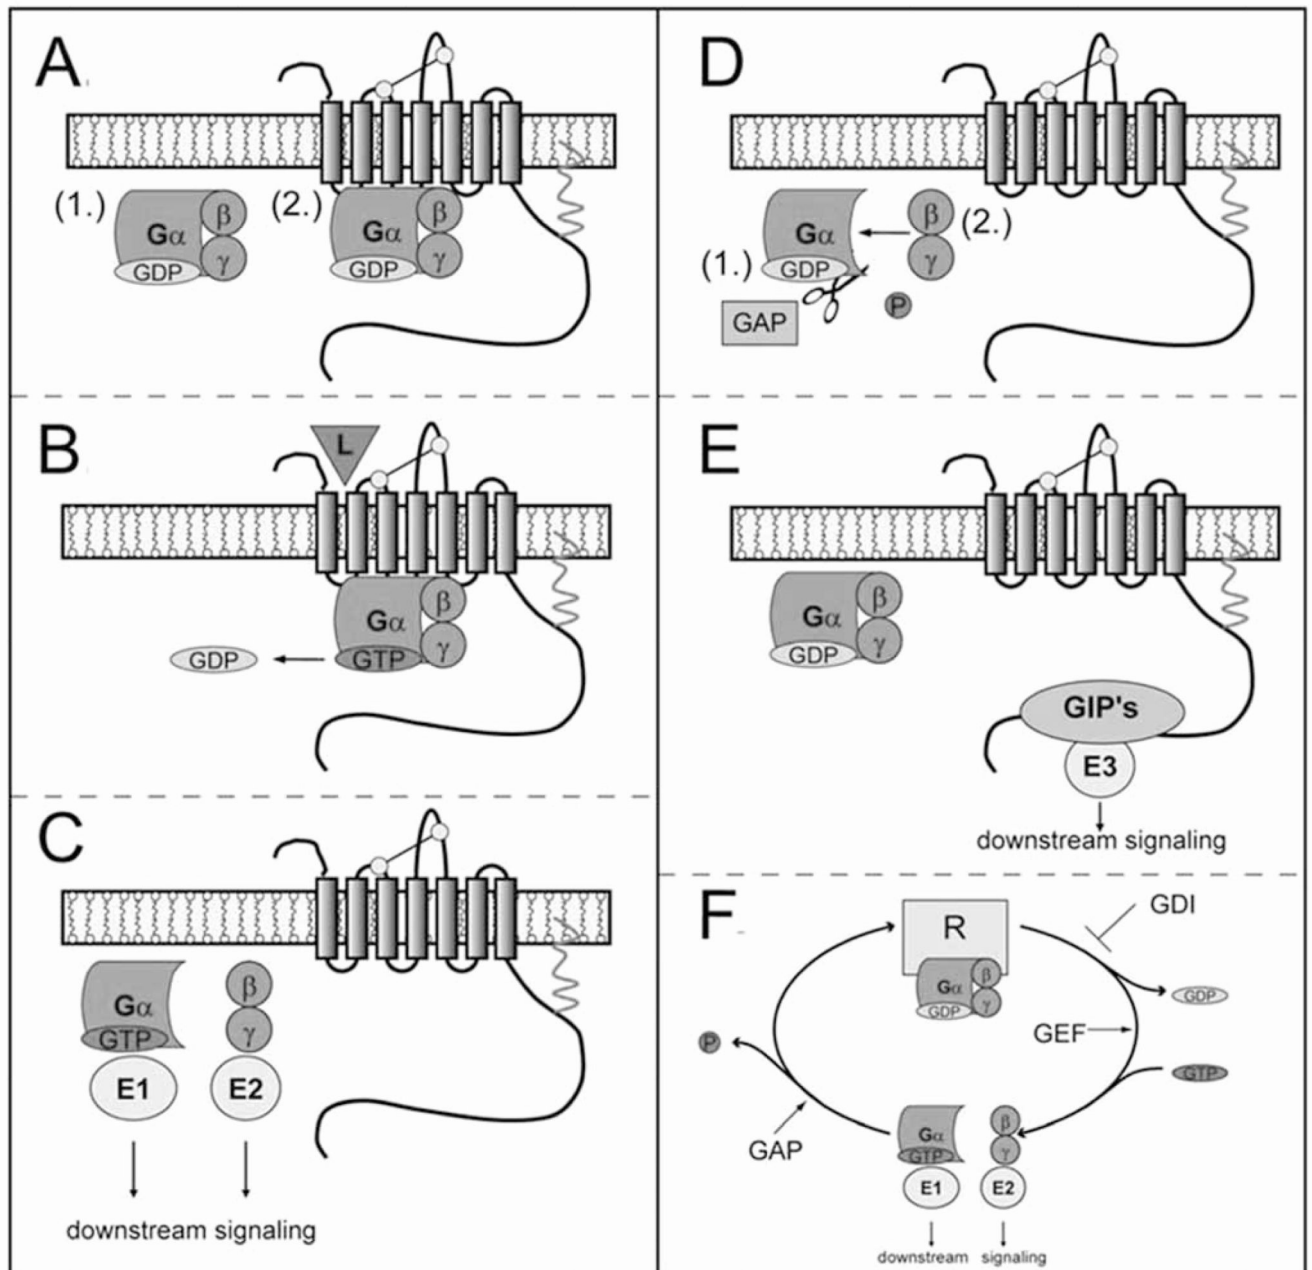 A
(1.)
Gα
β
γ
GDP
(2.)
Gα
β
γ
GDP
B
L
Gα
β
γ
GTP
GDP
C
Gα
GTP
β
γ
E1
E2
downstream signaling
D
Gα
β
γ
(2.)
(1.)
GDP
GAP
P
E
Gα
β
γ
GDP
GIP's
E3
downstream signaling
F
R
GDI
Gα
β
γ
GDP
GDP
GEF
P
GTP
GAP
Gα
β
γ
GTP
E1
E2
downstream signaling